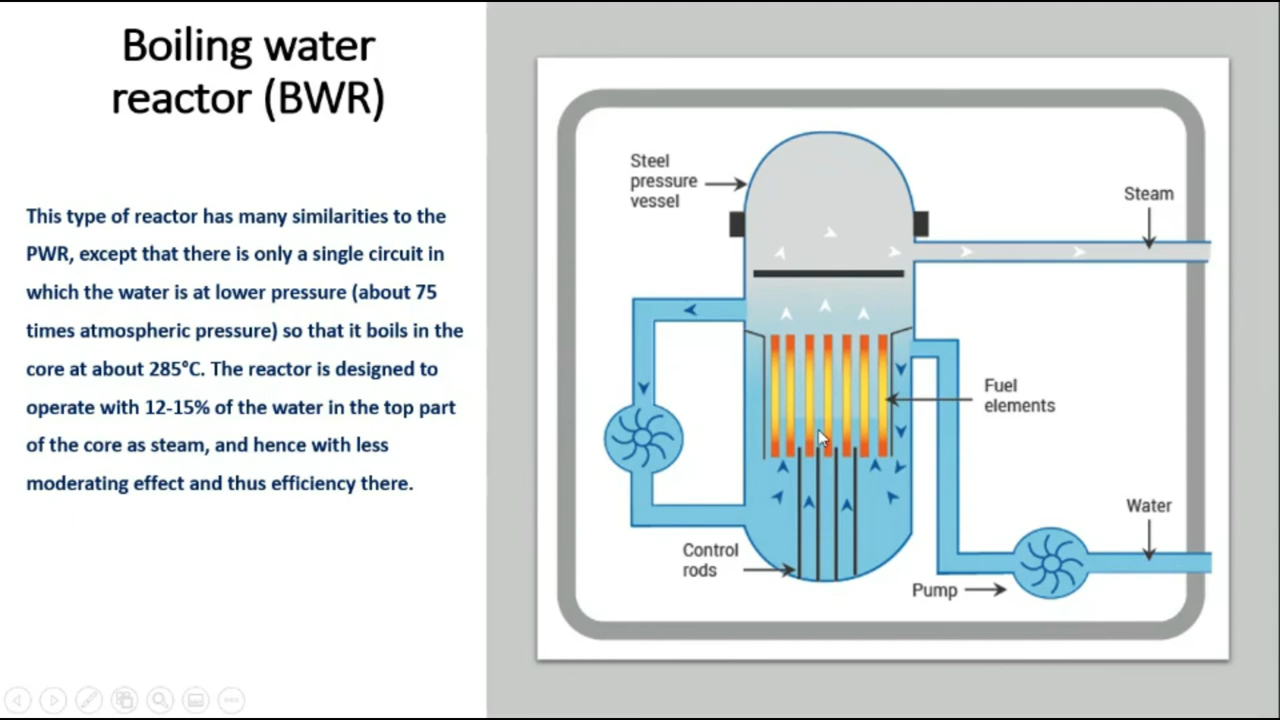 Boiling water
reactor (BWR)
This type of reactor has many similarities to the
PWR, except that there is only a single circuit in
which the water is at lower pressure (about 75
times atmospheric pressure) so that it boils in the
core at about 285°C. The reactor is designed to
operate with 12-15% of the water in the top part
of the core as steam, and hence with less
moderating effect and thus efficiency there.
Steel
pressure
vessel
Steam
Fuel
elements
Water
Control
rods
Pump